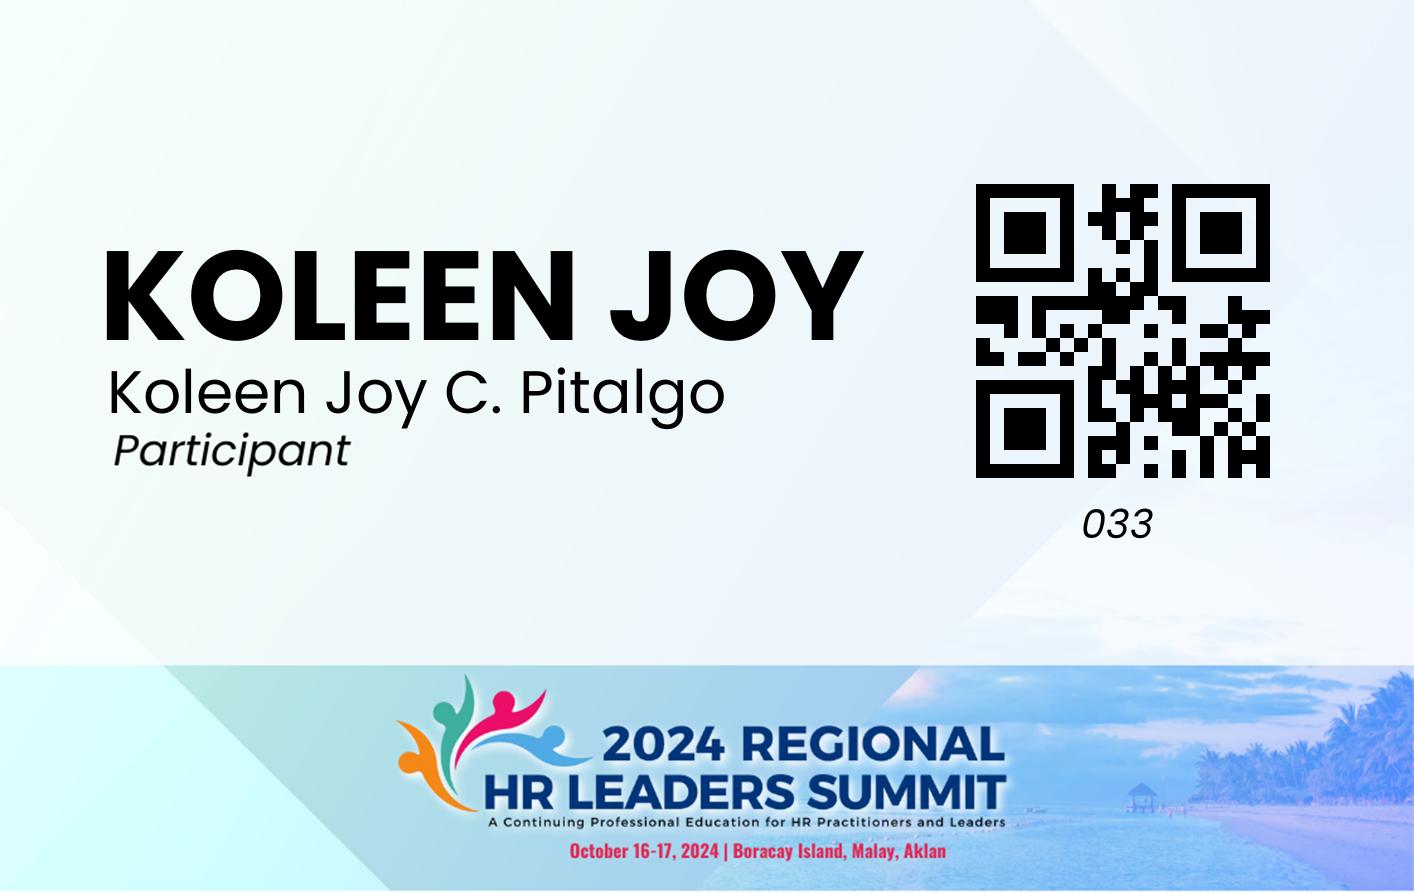 KOLEEN JOY
Koleen Joy C. Pitalgo
Participant
033
2024 REGIONAL
HR LEADERS SUMMIT
A Continuing Professional Education for HR Practitioners and Leaders
October 16-17, 2024 | Boracay Island, Malay, Aklan